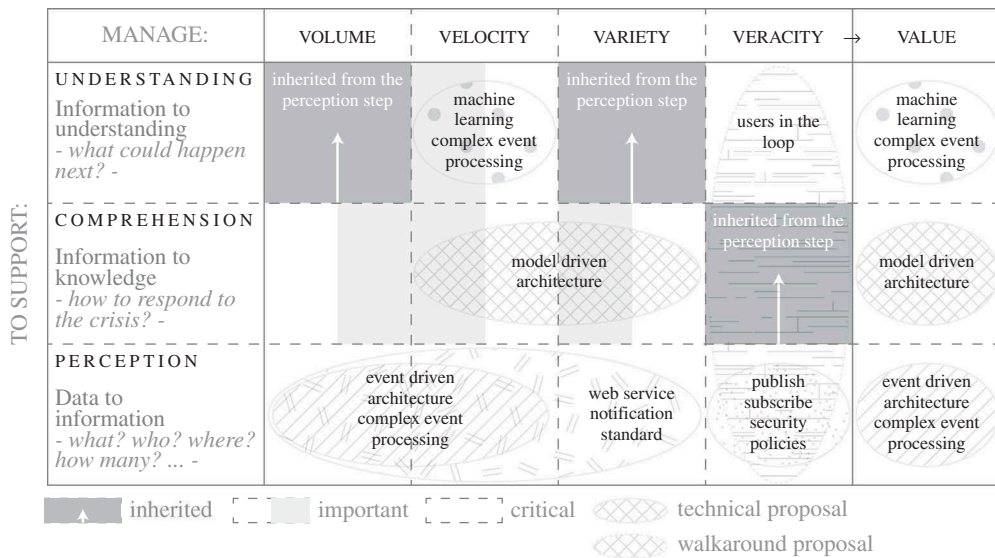 MANAGE: VOLUME VELOCITY VARIETY VERACITY → VALUE
TO SUPPORT:
UNDERSTANDING
Information to
understanding
- what could happen
next? -
inherited from the
perception step
machine
learning
complex event
processing
inherited from the
perception step
users in the
loop
machine
learning
complex event
processing
COMPREHENSION
Information to
knowledge
- how to respond to
the crisis? -
model driven
architecture
inherited from the
perception step
model driven
architecture
PERCEPTION
Data to
information
- what? who? where?
how many? ... -
event driven
architecture
complex event
processing
web service
notification
standard
publish
subscribe
security
policies
event driven
architecture
complex event
processing
inherited important critical technical proposal
walkaround proposal